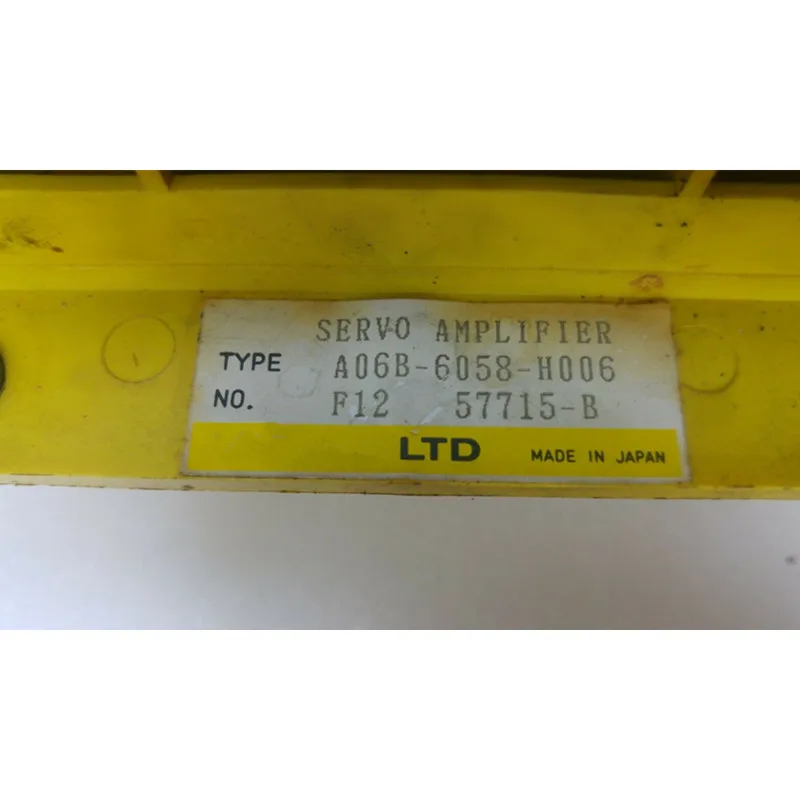 SERVO AMPLIFIER
TYPE A06B-6058-H006
NO. F12 57715-B
LTD MADE IN JAPAN